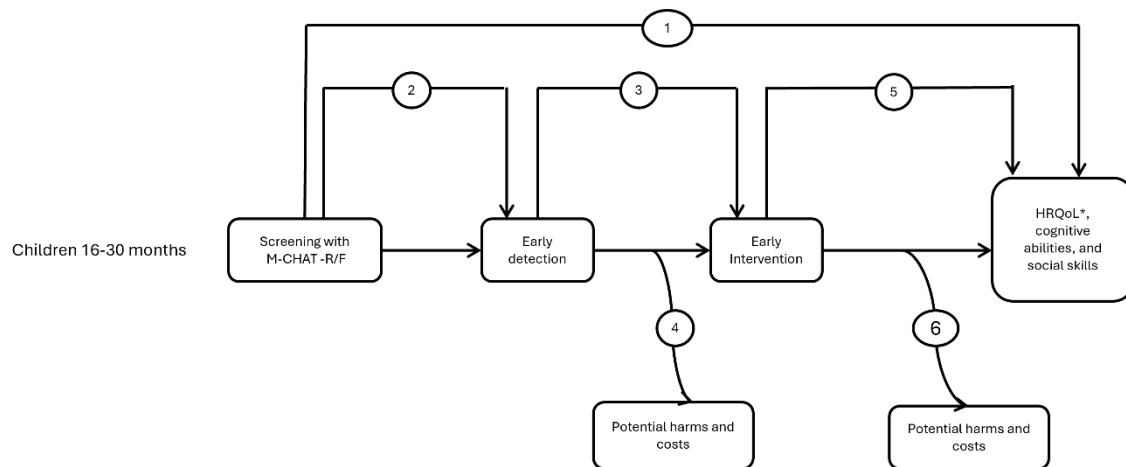 1
2
3
5
Children 16-30 months
Screening with
M-CHAT -R/F
Early
detection
Early
Intervention
HRQoL*,
cognitive
abilities, and
social skills
4
6
Potential harms and
costs
Potential harms and
costs